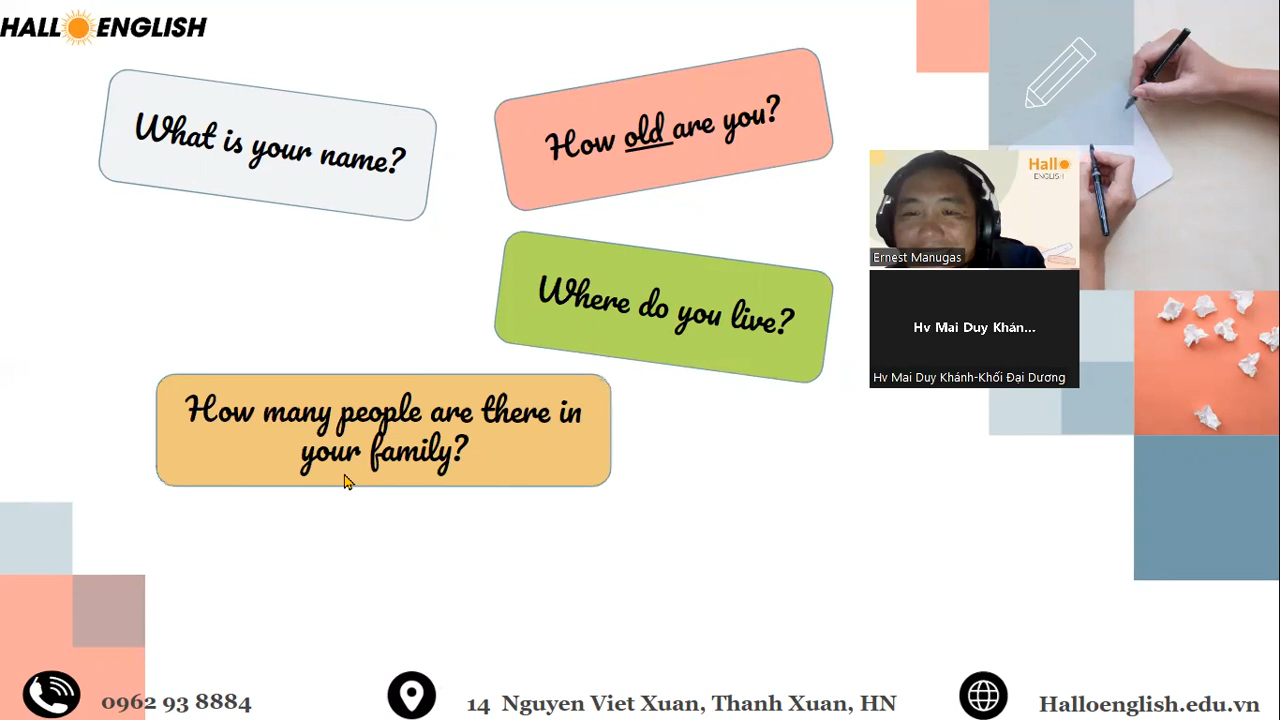 HALL ENGLISH
What is your name?
How old are you?
Where do you live?
How many people are there in
your family?
Hall
ENGLISH
Ernest Manugas
Hv Mai Duy Khán...
Hv Mai Duy Khánh-Khối Đại Dương
0962 93 8884
14 Nguyen Viet Xuan, Thanh Xuan, HN
Halloenglish.edu.vn